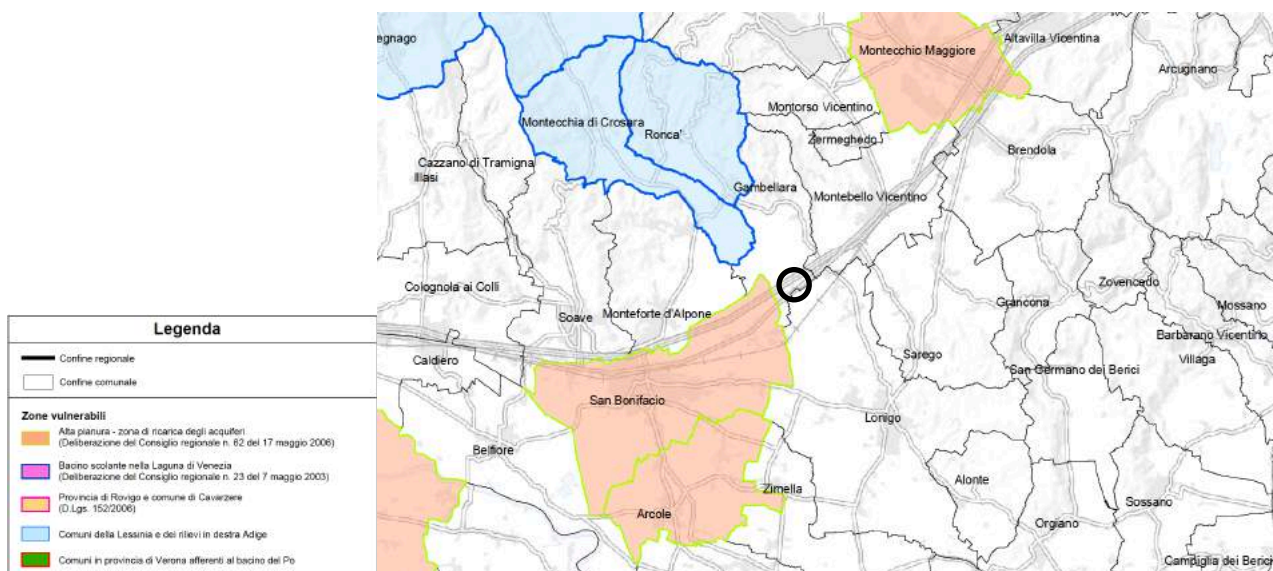 Legenda
Confine regionale
Confine comunale
Zone vulnerabili
Alta pianura - zona di ricarica degli acquiferi
(Deliberazione del Consiglio regionale n. 62 del 17 maggio 2006)
Bacino scolante nella Laguna di Venezia
(Deliberazione del Consiglio regionale n. 23 del 7 maggio 2003)
Provincia di Rovigo e comune di Cavarzere
(D.Lgs. 152/2006)
Comuni della Lessinia e dei rilievi in destra Adige
Comuni in provincia di Verona afferenti al bacino del Po
egnago
Altavilla Vicentina
Montecchio Maggiore
Arcugnano
Montorso Vicentino
Montecchia di Crosara
Ronca'
Zermeghedo
Brendola
Cazzano di Tramigna
Illasi
Gambellara
Montebello Vicentino
Colognola ai Colli
Zovencedo
Grancona
Mossano
Soave
Monteforte d'Alpone
Barbarano Vicentino
Caldiero
Sarego
Villaga
San Germano dei Berici
San Bonifacio
Lonigo
Belfiore
Alonte
Zimella
Sossano
Arcole
Orgiano
Campiglia dei Berici